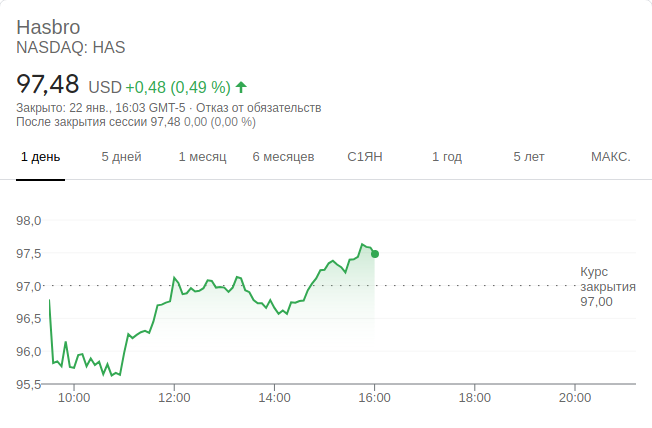 Hasbro
NASDAQ: HAS
97,48 USD +0,48 (0,49 %)
Закрыто: 22 янв., 16:03 GMT-5 · Отказ от обязательств
После закрытия сессии 97,48 0,00 (0,00 %)
1 день 5 дней 1 месяц 6 месяцев С1ЯН 1 год 5 лет МАКС.
98,0
97,5
97,0
96,5
96,0
95,5
Курс
закрытия
97,00
10:00 12:00 14:00 16:00 18:00 20:00